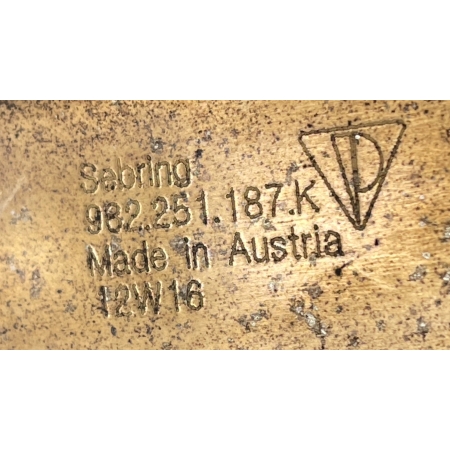 Sebring
982.251.187.K
Made in Austria
12W16